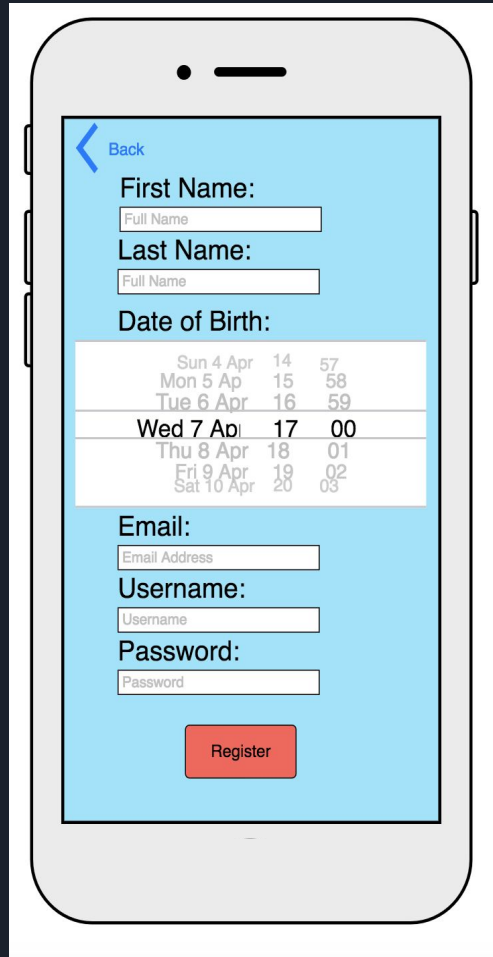 Back
First Name:
Full Name
Last Name:
Full Name
Date of Birth:
Sun 4 Apr 14 57
Mon 5 Ap 15 58
Tue 6 Apr 16 59
Wed 7 Ap 17 00
Thu 8 Apr 18 01
Fri 9 Apr 19 02
Sat 10 Apr 20 03
Email:
Email Address
Username:
Username
Password:
Password
Register